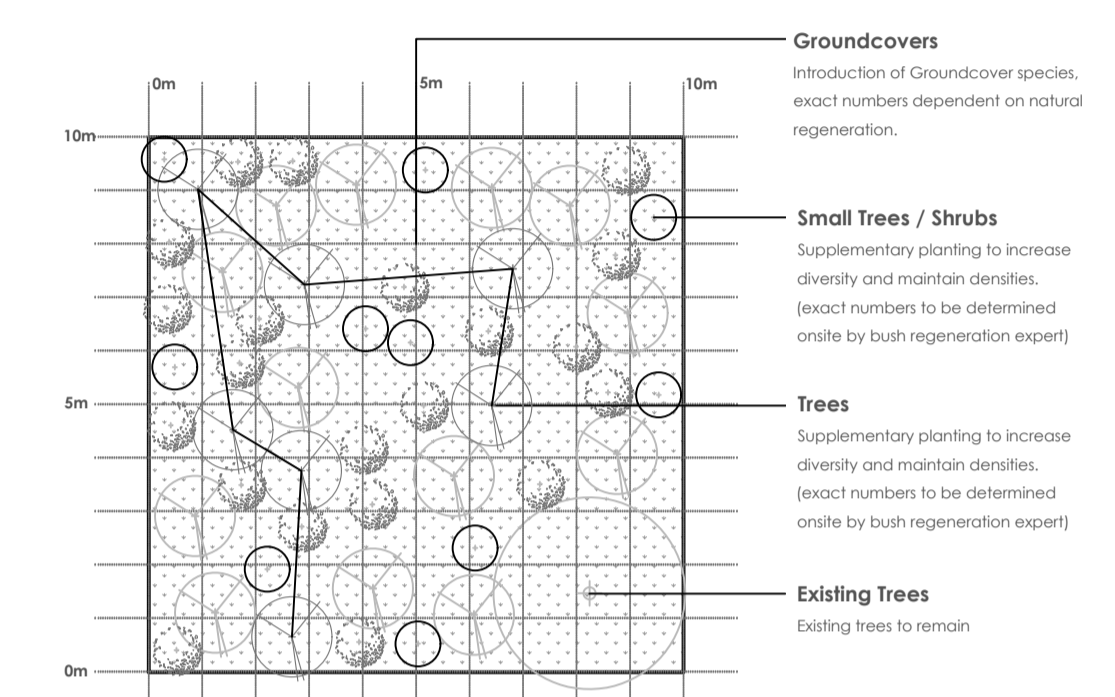 Groundcovers
Introduction of Groundcover species,
exact numbers dependent on natural
regeneration.
0m
5m
10m
10m
Small Trees / Shrubs
Supplementary planting to increase
diversity and maintain densities.
(exact numbers to be determined
onsite by bush regeneration expert)
5m
Trees
Supplementary planting to increase
diversity and maintain densities.
(exact numbers to be determined
onsite by bush regeneration expert)
Existing Trees
Existing trees to remain
0m